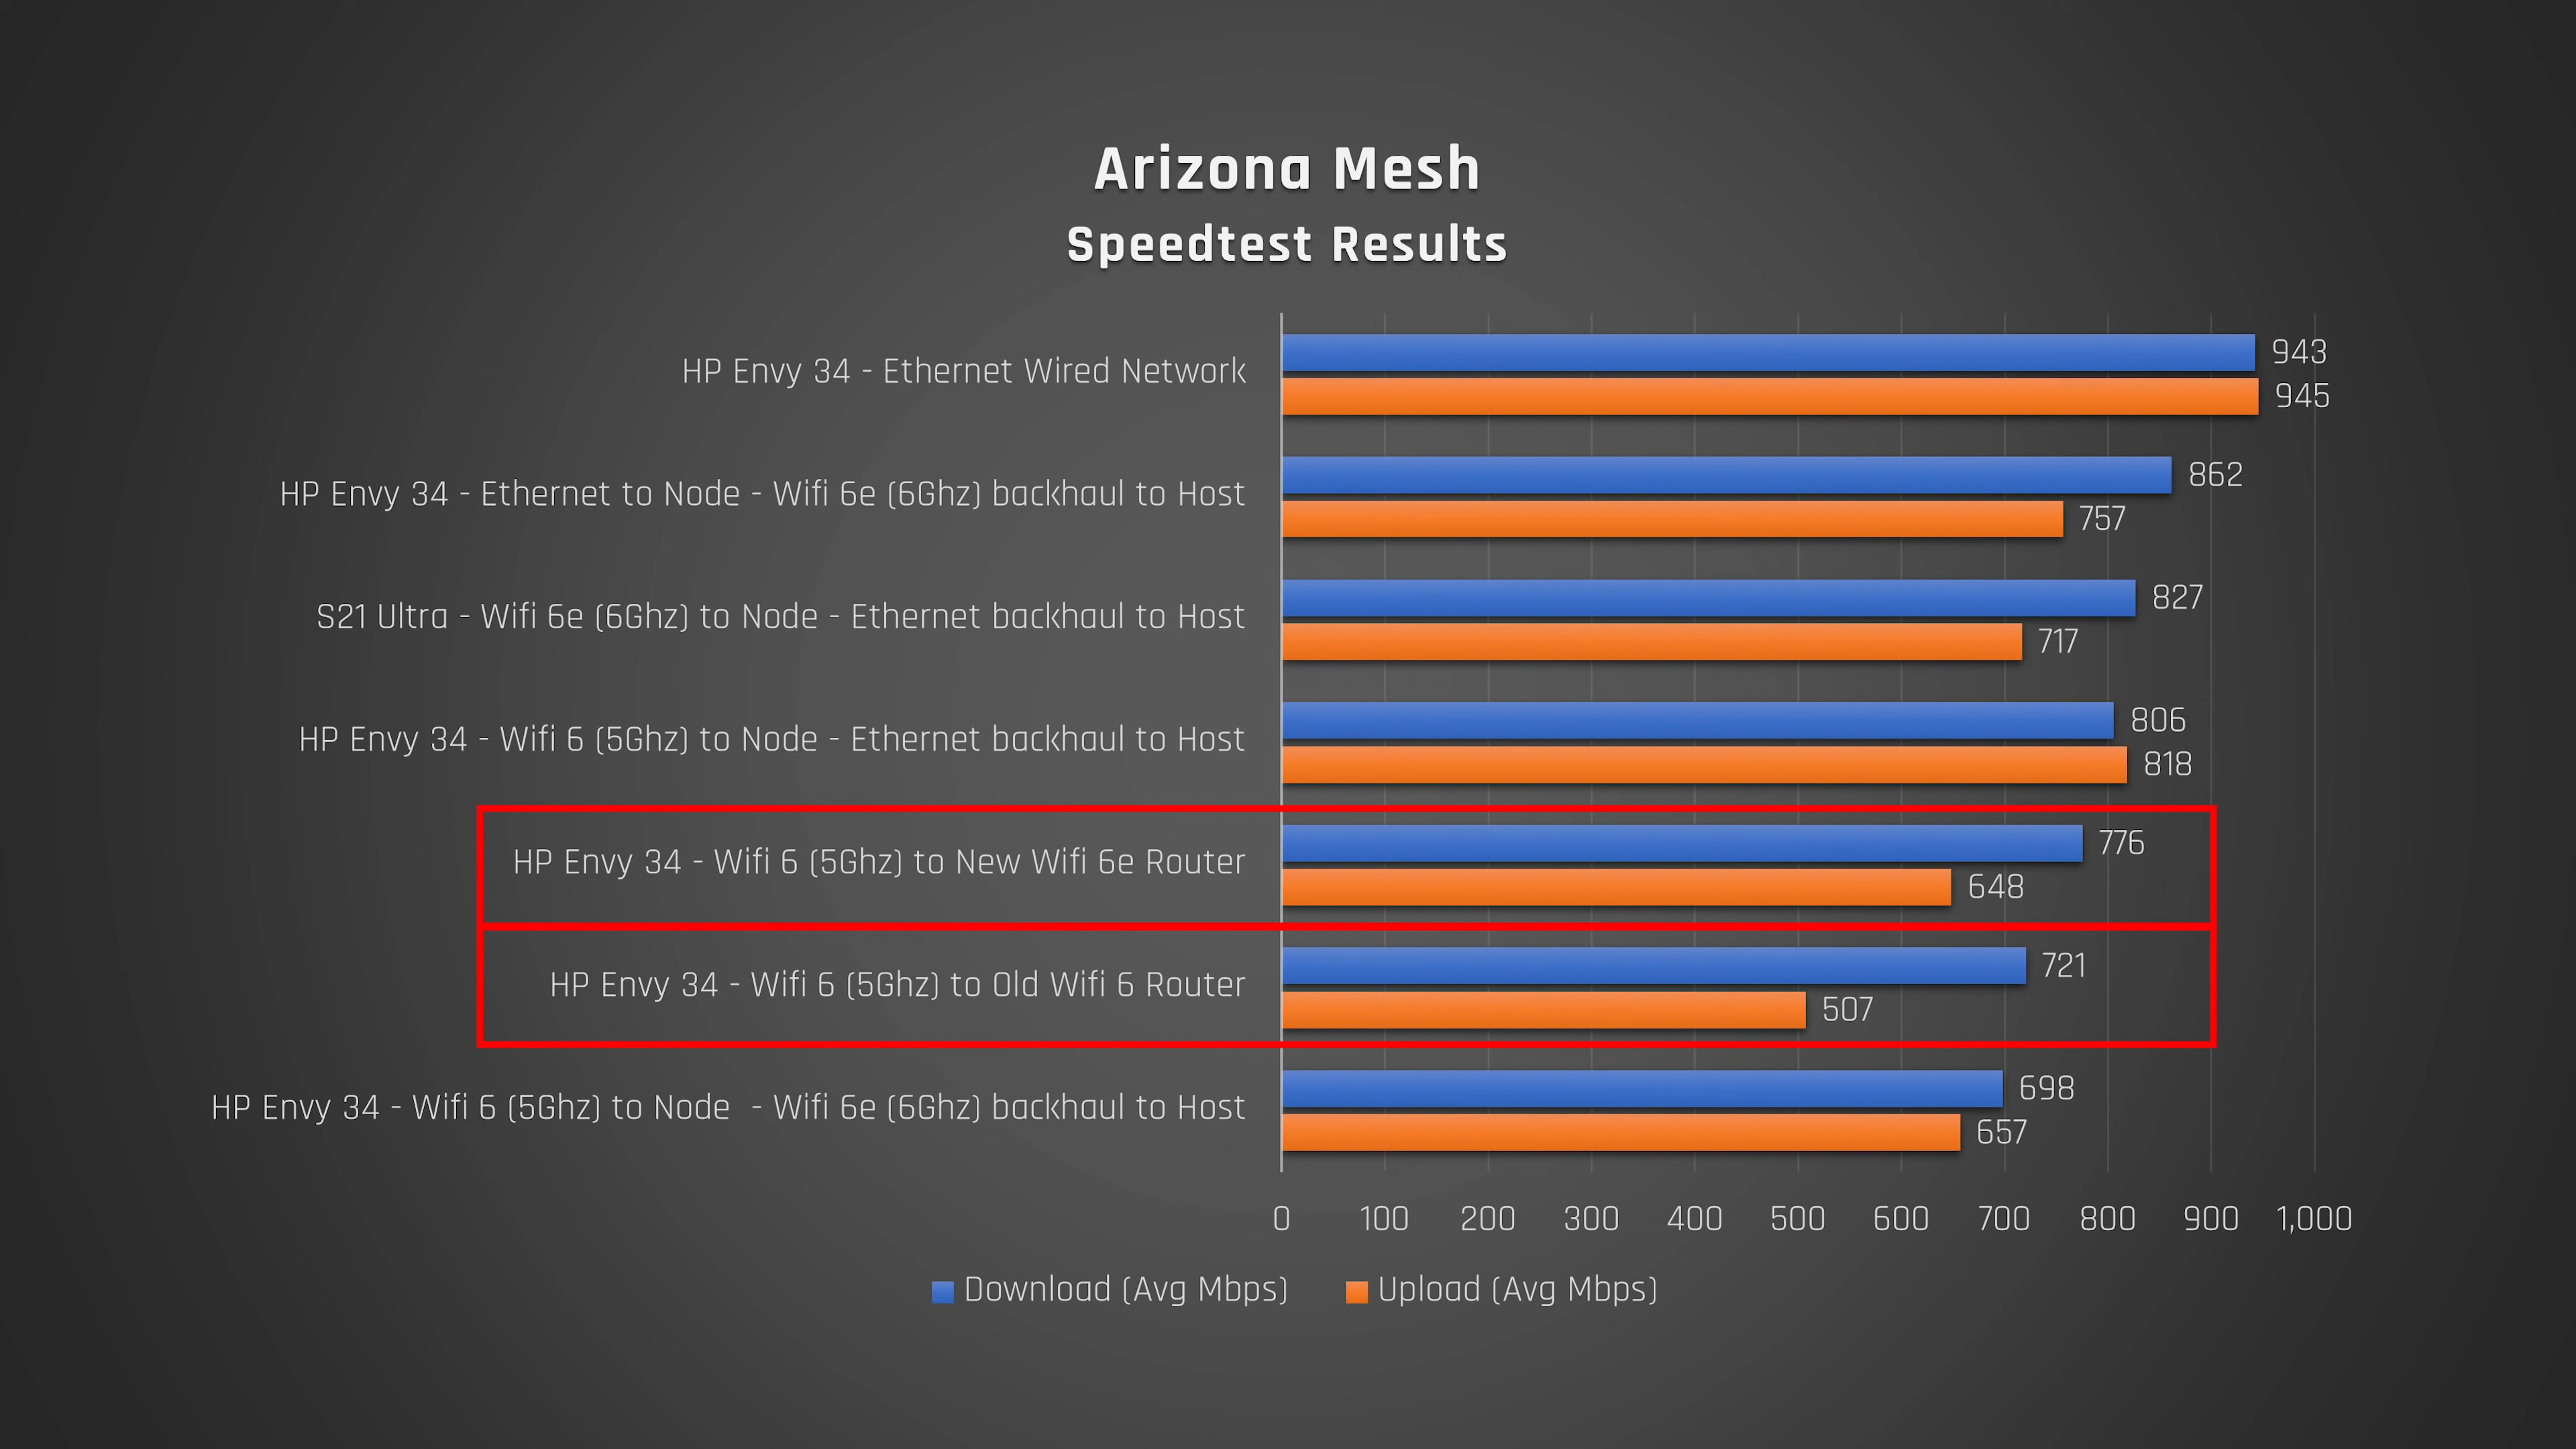 Arizona Mesh
Speedtest Results
HP Envy 34 - Ethernet Wired Network
943
945
HP Envy 34 - Ethernet to Node - Wifi 6e (6Ghz) backhaul to Host
862
757
S21 Ultra - Wifi 6e (6Ghz) to Node - Ethernet backhaul to Host
827
717
HP Envy 34 - Wifi 6 (5Ghz) to Node - Ethernet backhaul to Host
806
818
HP Envy 34 - Wifi 6 (5Ghz) to New Wifi 6e Router
776
648
HP Envy 34 - Wifi 6 (5Ghz) to Old Wifi 6 Router
721
507
HP Envy 34 - Wifi 6 (5Ghz) to Node  - Wifi 6e (6Ghz) backhaul to Host
698
657
0 100 200 300 400 500 600 700 800 900 1,000
Download (Avg Mbps) Upload (Avg Mbps)